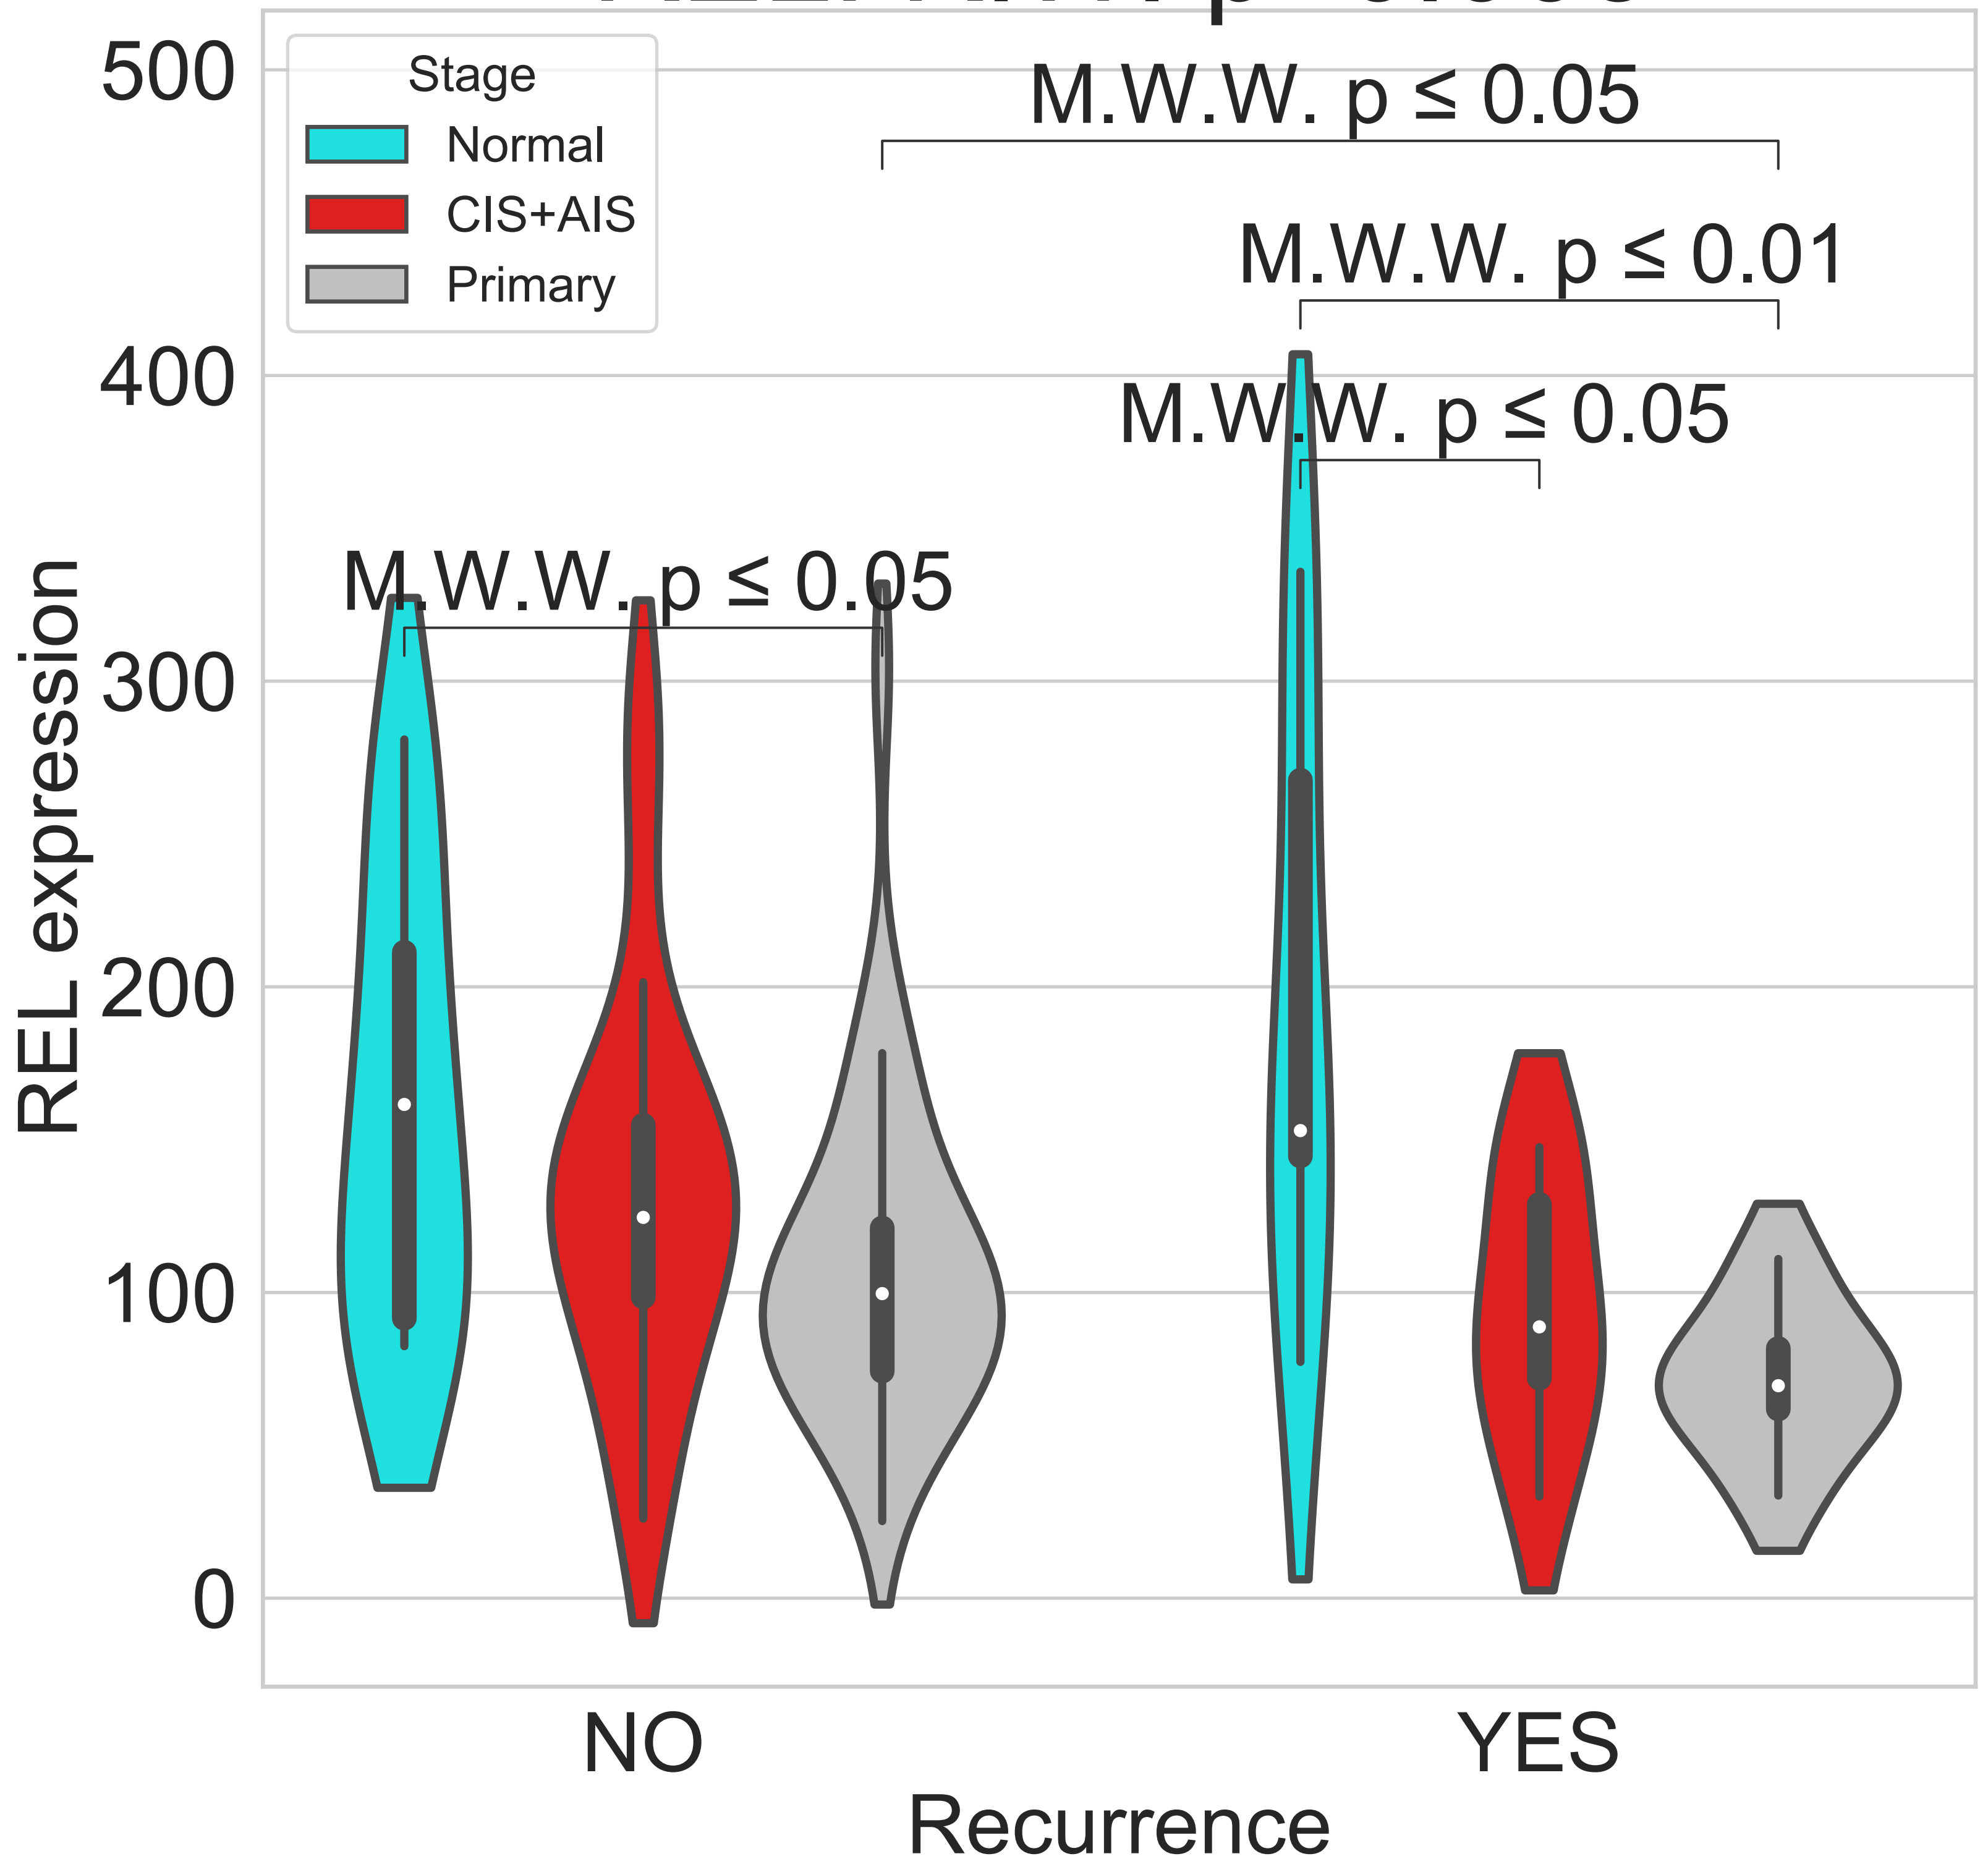 Stage
Normal
CIS+AIS
Primary
M.W.W. p ≤ 0.05
M.W.W. p ≤ 0.01
M.W.W. p ≤ 0.05
M.W.W. p ≤ 0.05
500
400
300
200
100
0
REL expression
NO
YES
Recurrence